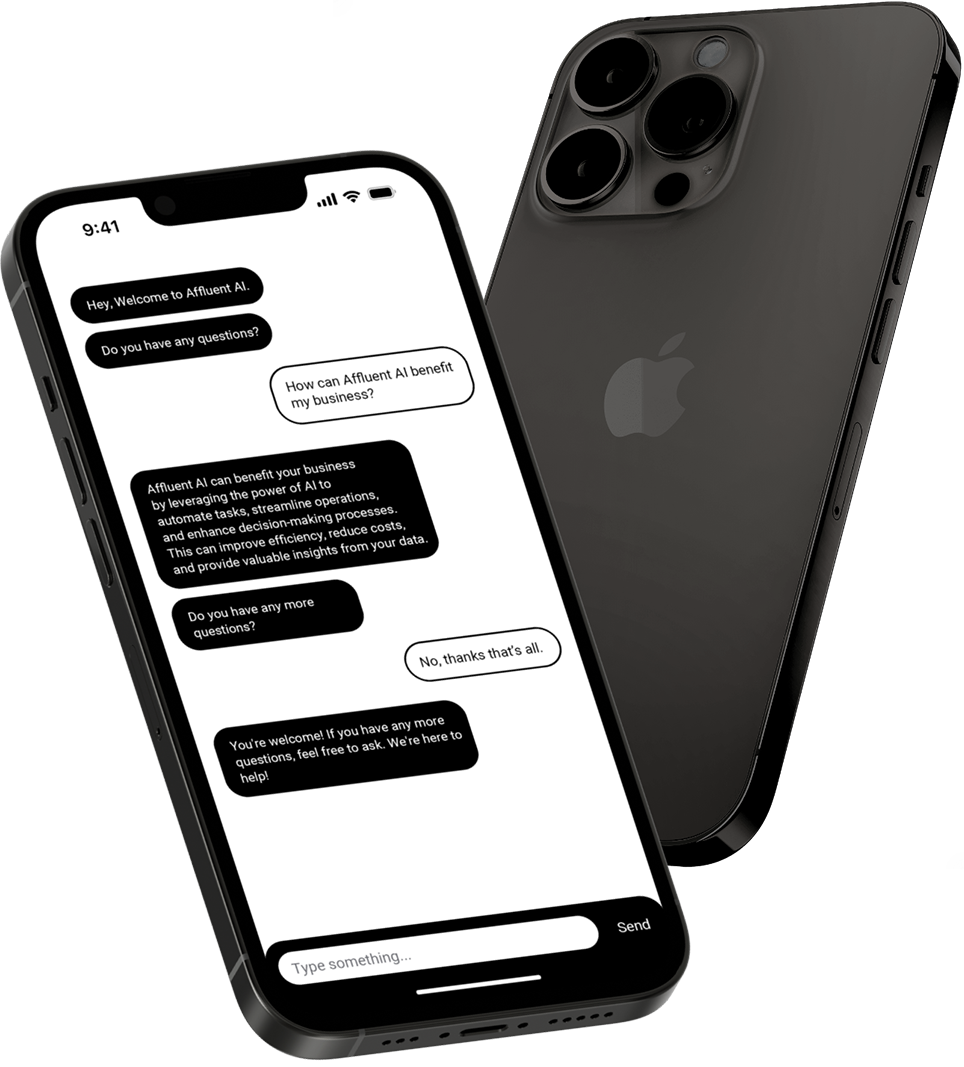 9:41
Hey, Welcome to Affluent AI.
Do you have any questions?
How can Affluent AI benefit
my business?
Affluent AI can benefit your business
by leveraging the power of AI to
automate tasks, streamline operations,
and enhance decision-making processes.
This can improve efficiency, reduce costs,
and provide valuable insights from your data.
Do you have any more
questions?
No, thanks that's all.
You're welcome! If you have any more
questions, feel free to ask. We're here to
help!
Type something...
Send